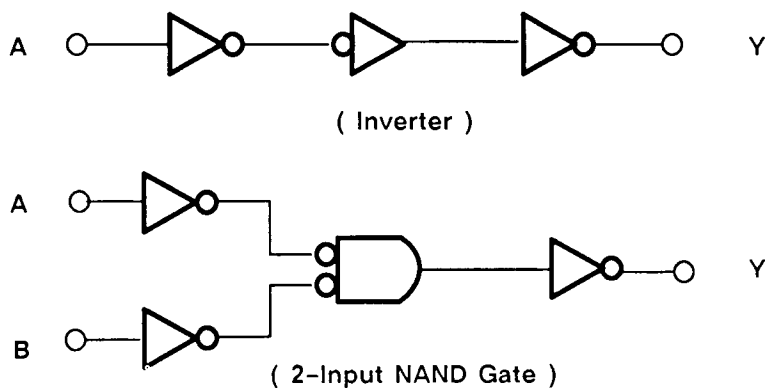 A Y
( Inverter )
A
Y
B
( 2-Input NAND Gate )